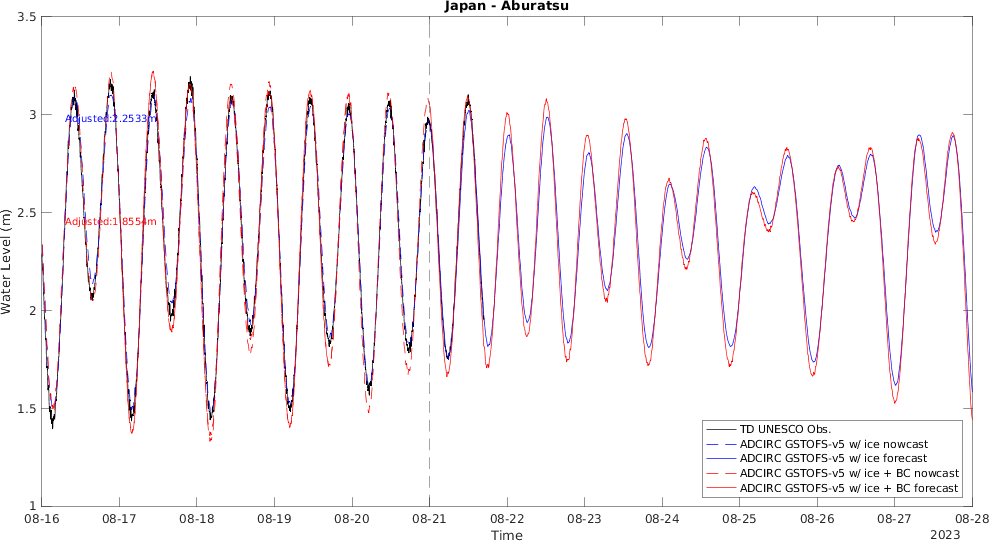 Japan - Aburatsu
3.5
3
2.5
2
1.5
1
Water Level (m)
Adjusted:2.2533m
Adjusted:1.8554m
TD UNESCO Obs.
ADCIRC GSTOFS-v5 w/ ice nowcast
ADCIRC GSTOFS-v5 w/ ice forecast
ADCIRC GSTOFS-v5 w/ ice + BC nowcast
ADCIRC GSTOFS-v5 w/ ice + BC forecast
08-16 08-17 08-18 08-19 08-20 08-21 08-22 08-23 08-24 08-25 08-26 08-27 08-28
Time
2023